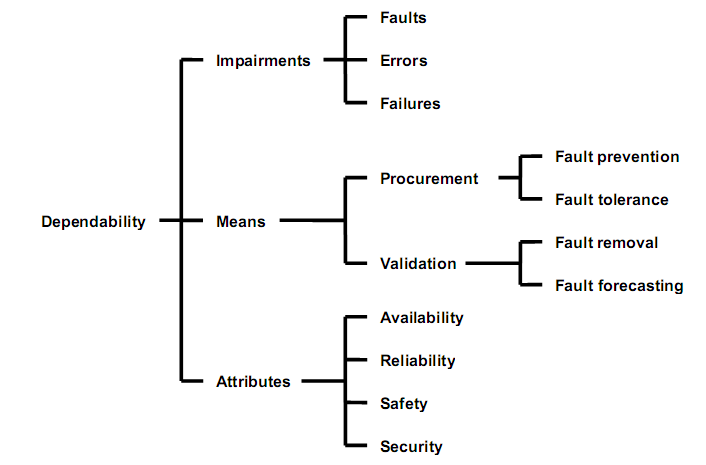 Faults
Impairments
Errors
Failures
Fault prevention
Procurement
Fault tolerance
Dependability
Means
Fault removal
Validation
Fault forecasting
Availability
Reliability
Attributes
Safety
Security